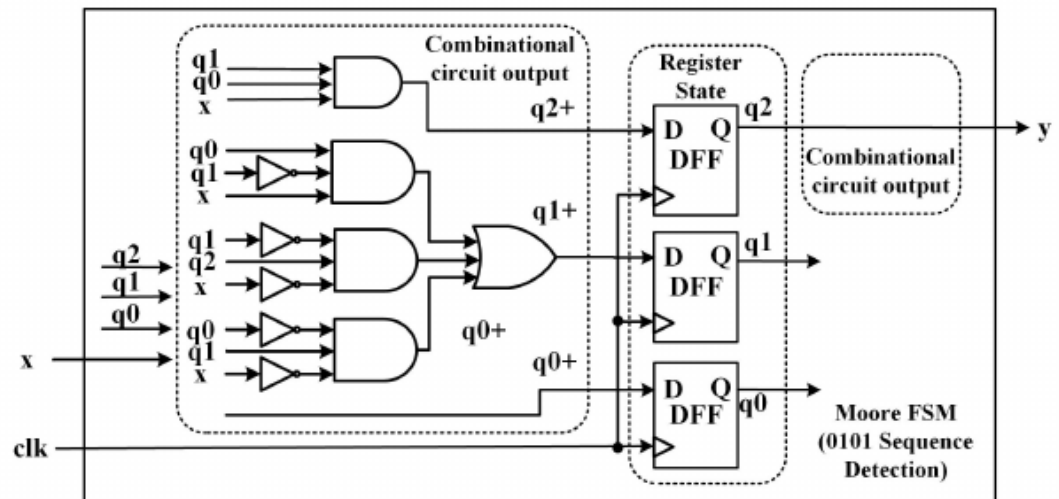 Combinational
circuit output
q1
q0
x
q2+
q0
q1
x
q1+
q1
q2
x
q0
q1
x
q0+
q0+
q2
q1
q0
x
clk
Register
State
D Q
DFF
q2
D Q
DFF
q1
D Q
DFF
q0
Combinational
circuit output
y
Moore FSM
(0101 Sequence
Detection)